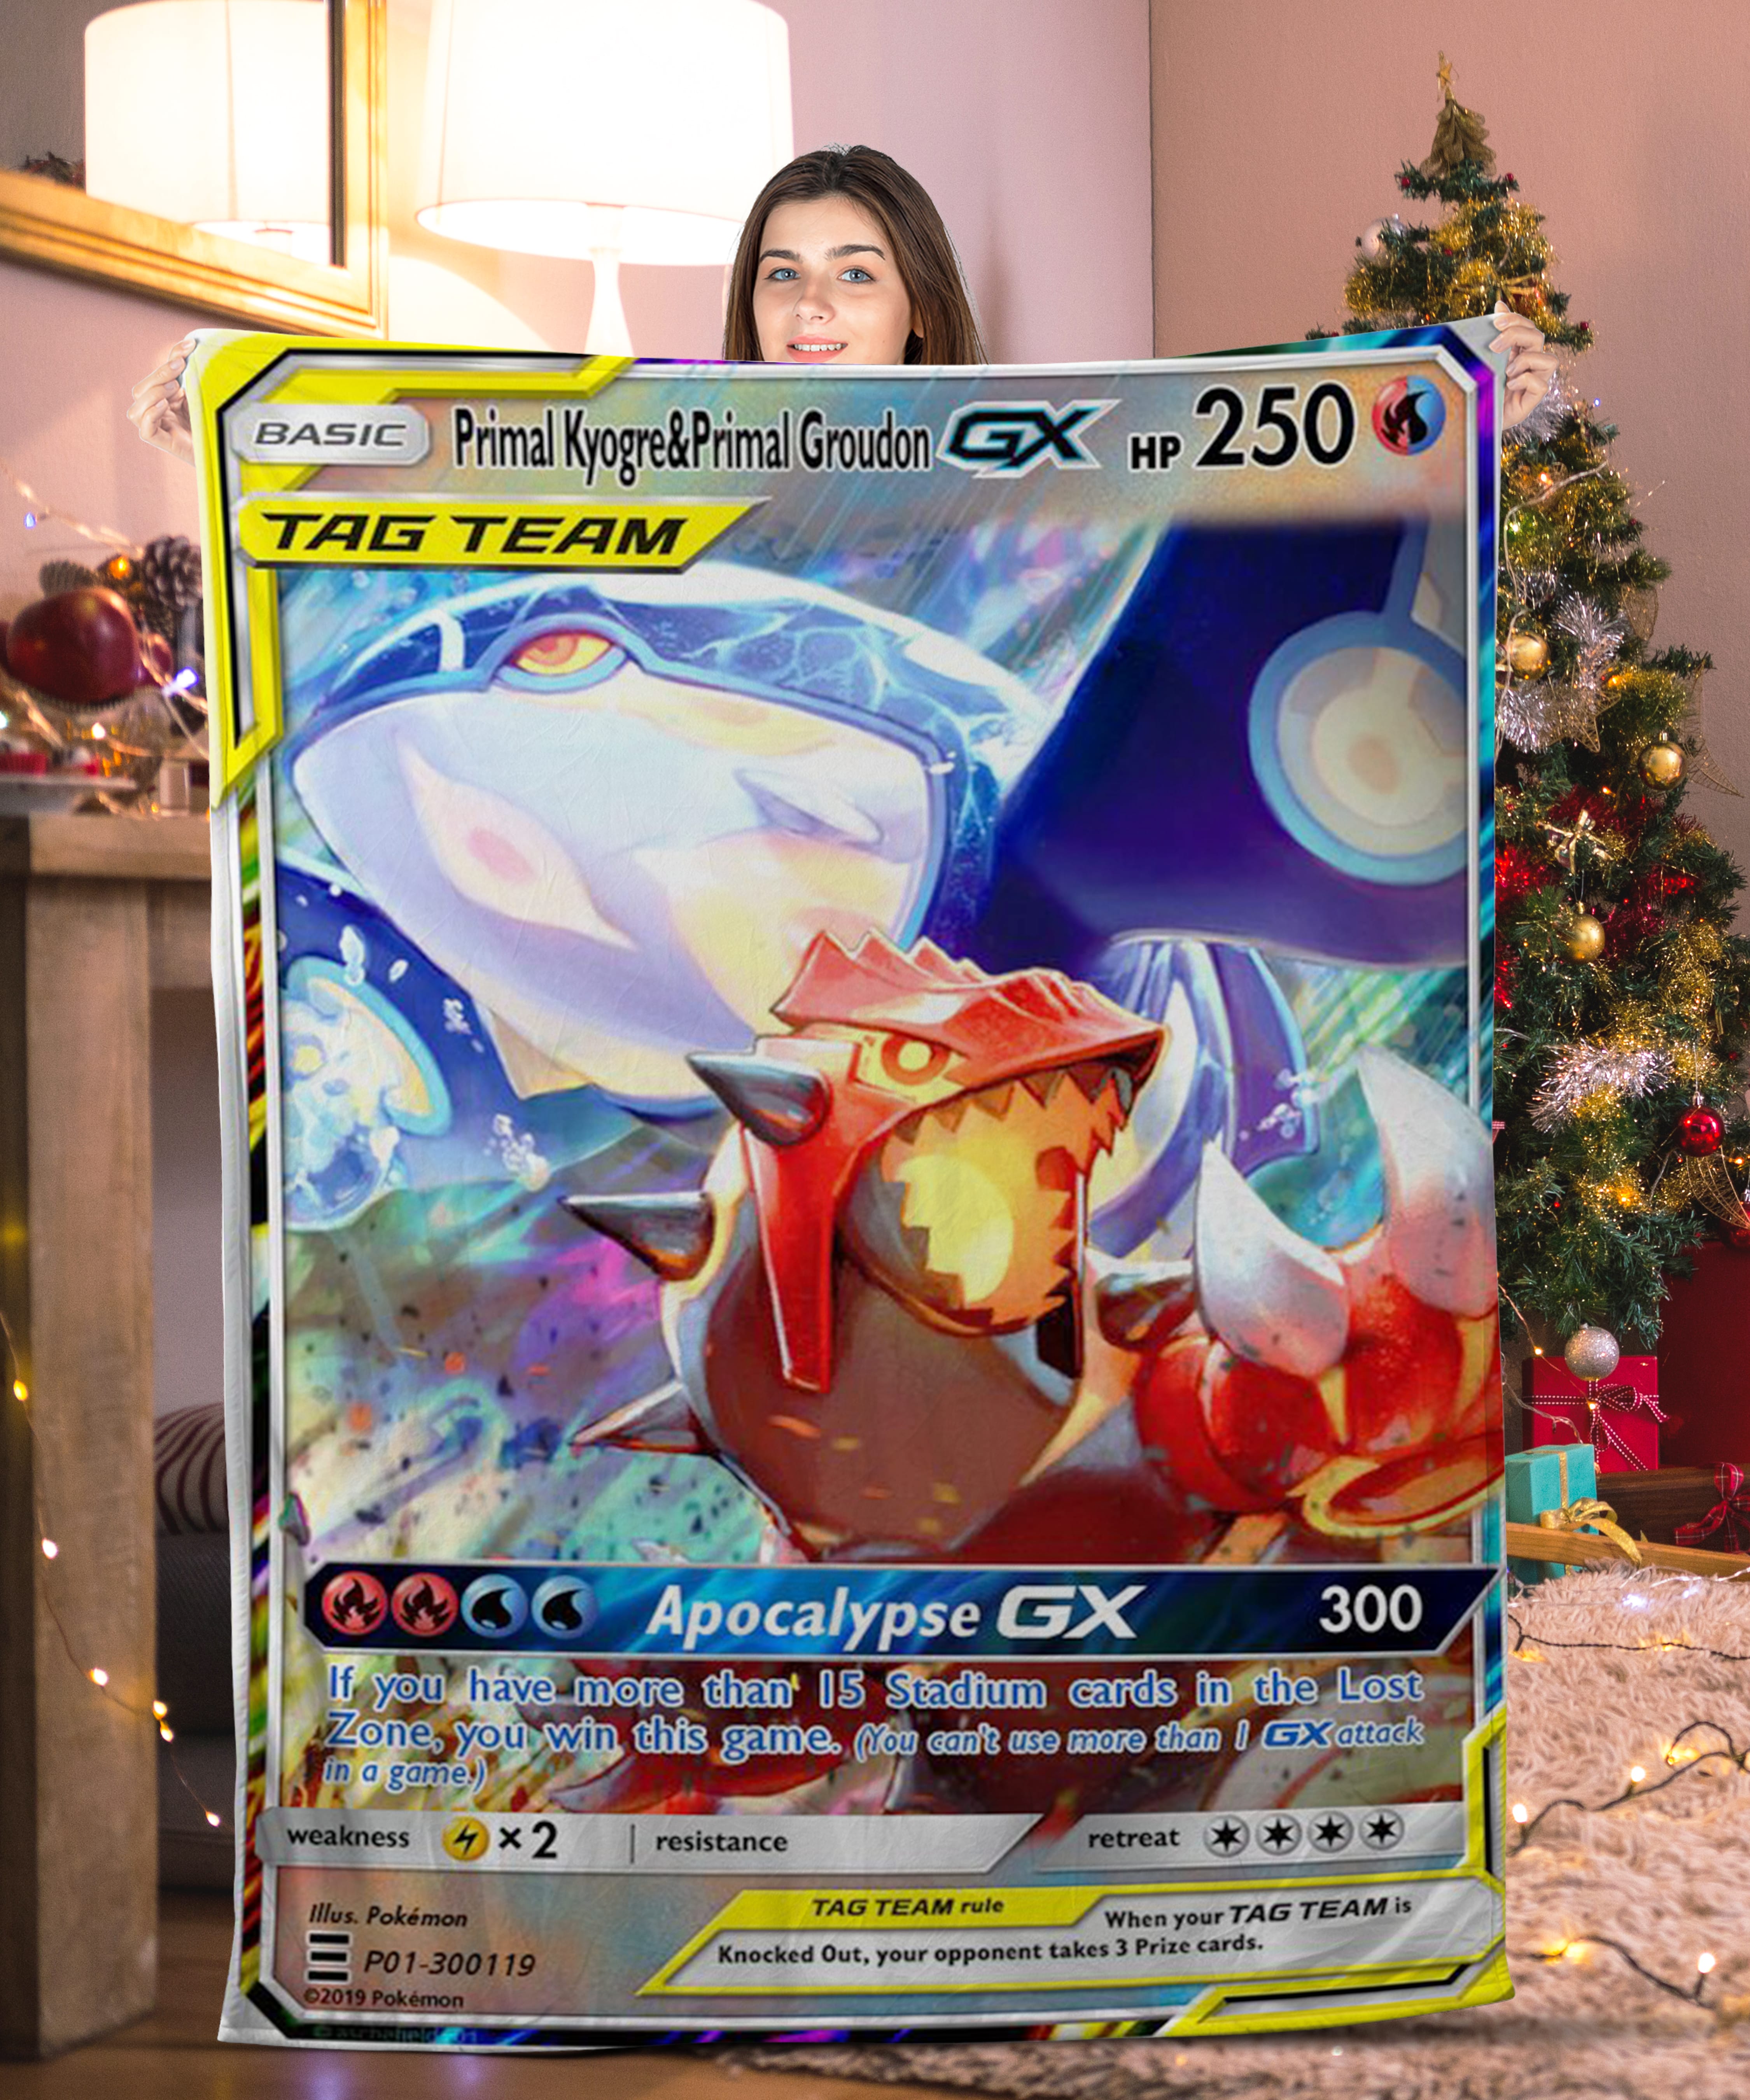 BASIC Primal Kyogre&Primal Groudon GX HP 250
TAG TEAM
Apocalypse GX 300
If you have more than 15 Stadium cards in the Lost
Zone, you win this game. (You can't use more than 1 GX attack
in a game.)
weakness ×2 resistance retreat
Illus. Pokémon
P01-300119
©2019 Pokémon
TAG TEAM rule When your TAG TEAM is
Knocked Out, your opponent takes 3 Prize cards.